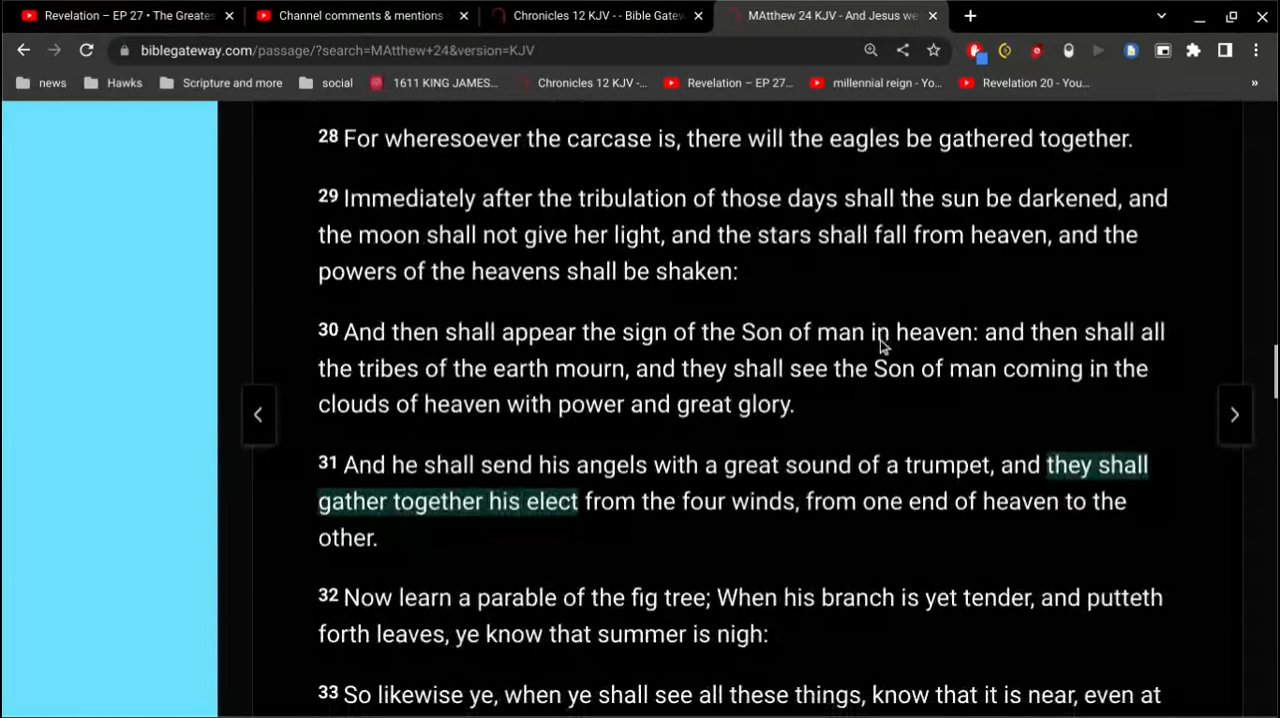 Revelation – EP 27 • The Greates
Channel comments & mentions
Chronicles 12 KJV - - Bible Gatew
MAtthew 24 KJV - And Jesus we
biblegateway.com/passage/?search=MAtthew+24&version=KJV
news
Hawks
Scripture and more
social
1611 KING JAMES...
Chronicles 12 KJV -...
Revelation – EP 27...
millennial reign - Yo...
Revelation 20 - You...
»
28 For wheresoever the carcase is, there will the eagles be gathered together.
29 Immediately after the tribulation of those days shall the sun be darkened, and
the moon shall not give her light, and the stars shall fall from heaven, and the
powers of the heavens shall be shaken:
30 And then shall appear the sign of the Son of man in heaven: and then shall all
the tribes of the earth mourn, and they shall see the Son of man coming in the
clouds of heaven with power and great glory.
31 And he shall send his angels with a great sound of a trumpet, and they shall
gather together his elect from the four winds, from one end of heaven to the
other.
32 Now learn a parable of the fig tree; When his branch is yet tender, and putteth
forth leaves, ye know that summer is nigh:
33 So likewise ye, when ye shall see all these things, know that it is near, even at